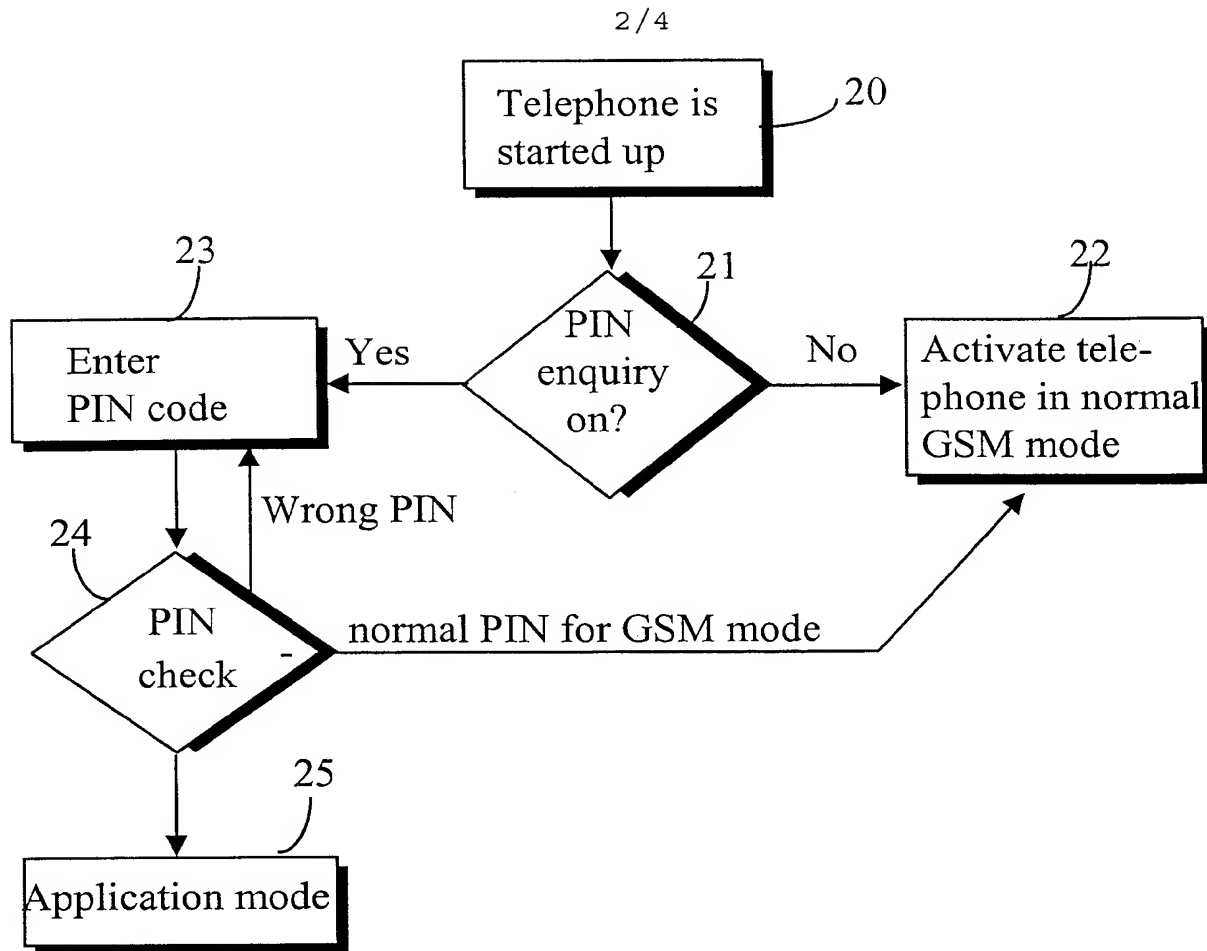 2/4
Telephone is
started up
20
21
PIN
enquiry
on?
Yes
No
23
Enter
PIN code
22
Activate tele-
phone in normal
GSM mode
Wrong PIN
24
PIN
check -
normal PIN for GSM mode
25
Application mode